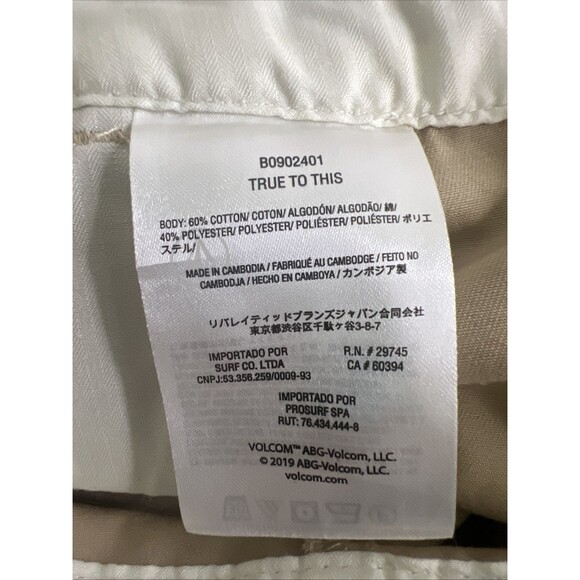 B0902401
TRUE TO THIS
BODY: 60% COTTON/ COTON/ ALGODÓN/ ALGODÃO/ 綿/
40% POLYESTER/ POLYESTER/ POLIÉSTER/ POLIÉSTER/ ポリエ
ステル/
MADE IN CAMBODIA / FABRIQUÉ AU CAMBODGE / FEITO NO
CAMBODJA / HECHO EN CAMBOYA / カンボジア製
リバレイティッドブランズジャパン合同会社
東京都渋谷区千駄ヶ谷3-8-7
IMPORTADO POR
SURF CO. LTDA
CNPJ:53.356.259/0009-93
R.N. # 29745
CA # 60394
IMPORTADO POR
PROSURF SPA
RUT: 76.434.444-8
VOLCOM™ ABG-Volcom, LLC.
© 2019 ABG-Volcom, LLC.
volcom.com